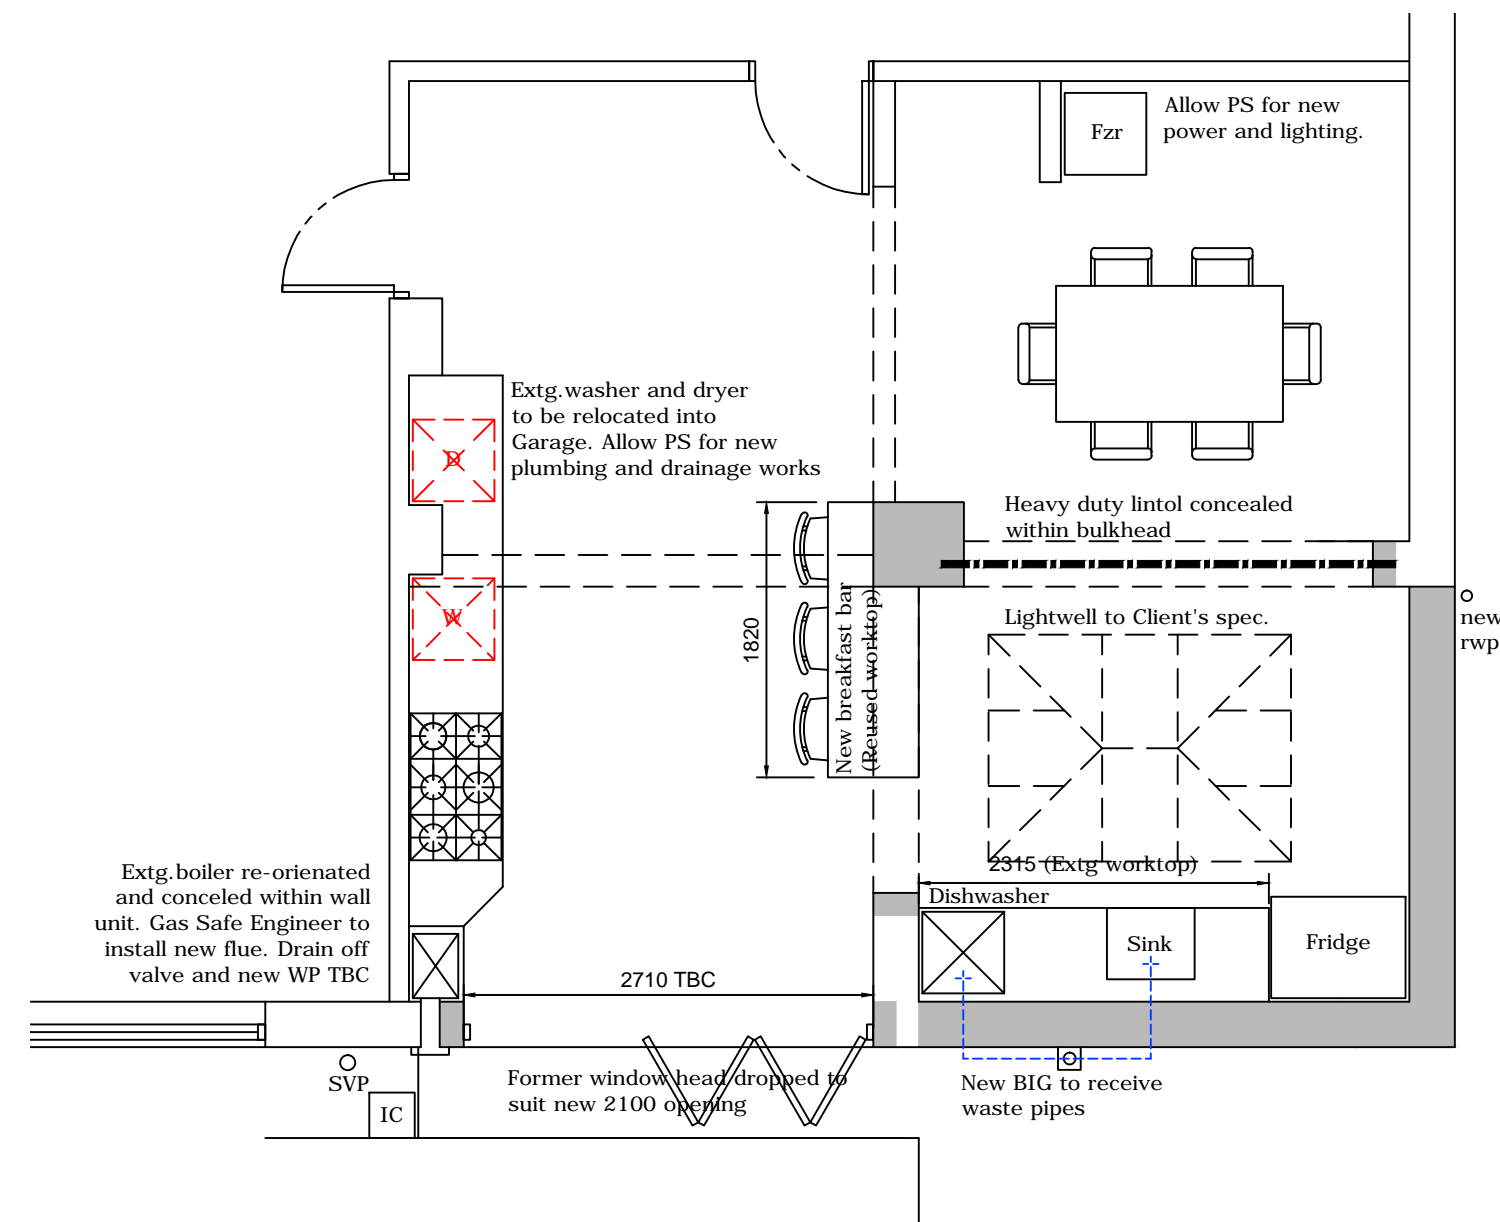 Allow PS for new
power and lighting.
Fzr
Extg.washer and dryer
to be relocated into
Garage. Allow PS for new
plumbing and drainage works
D
W
Heavy duty lintol concealed
within bulkhead
1820
New breakfast bar
(Reused worktop)
Lightwell to Client's spec.
new
rwp
2315 (Extg worktop)
Dishwasher
Sink
Fridge
Extg.boiler re-orienated
and conceled within wall
unit. Gas Safe Engineer to
install new flue. Drain off
valve and new WP TBC
2710 TBC
SVP
IC
Former window head dropped to
suit new 2100 opening
New BIG to receive
waste pipes